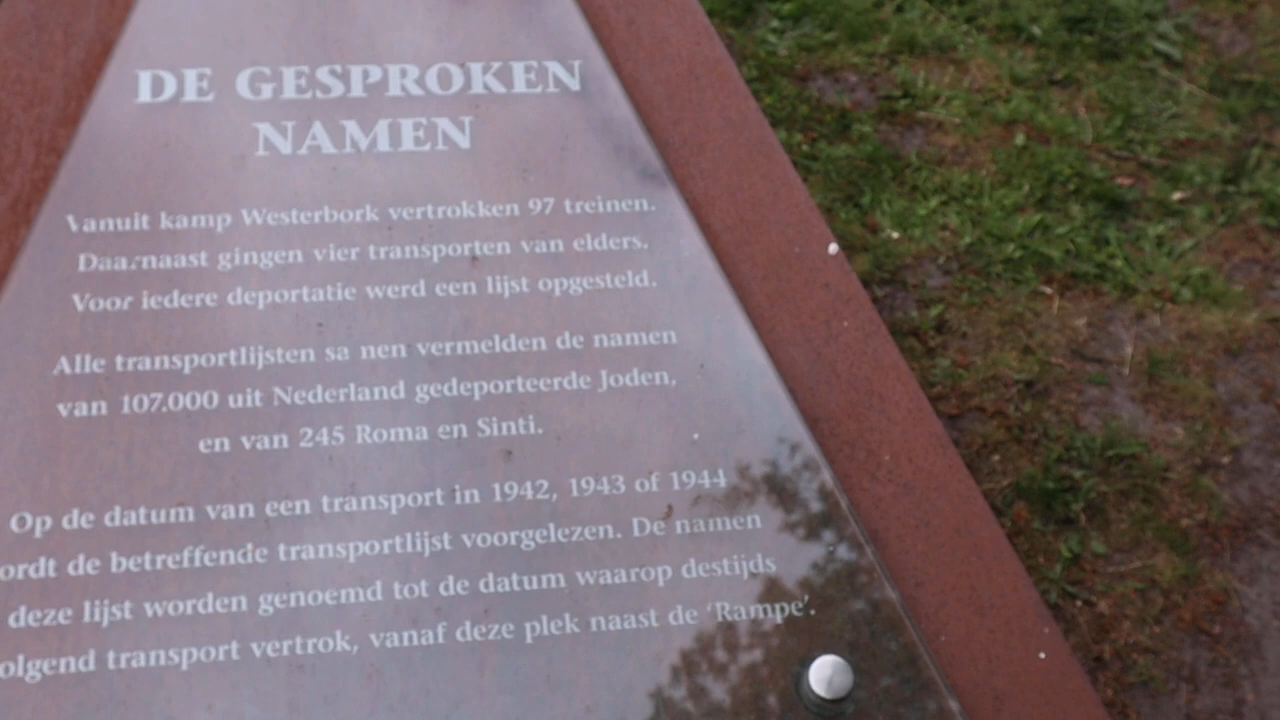 DE GESPROKEN
NAMEN
Vanuit kamp Westerbork vertrokken 97 treinen.
Daarnaast gingen vier transporten van elders.
Voor iedere deportatie werd een lijst opgesteld.
Alle transportlijsten sa nen vermelden de namen
van 107.000 uit Nederland gedeporteerde Joden,
en van 245 Roma en Sinti.
Op de datum van een transport in 1942, 1943 of 1944
ordt de betreffende transportlijst voorgelezen. De namen
deze lijst worden genoemd tot de datum waarop destijds
olgend transport vertrok, vanaf deze plek naast de 'Rampe'.